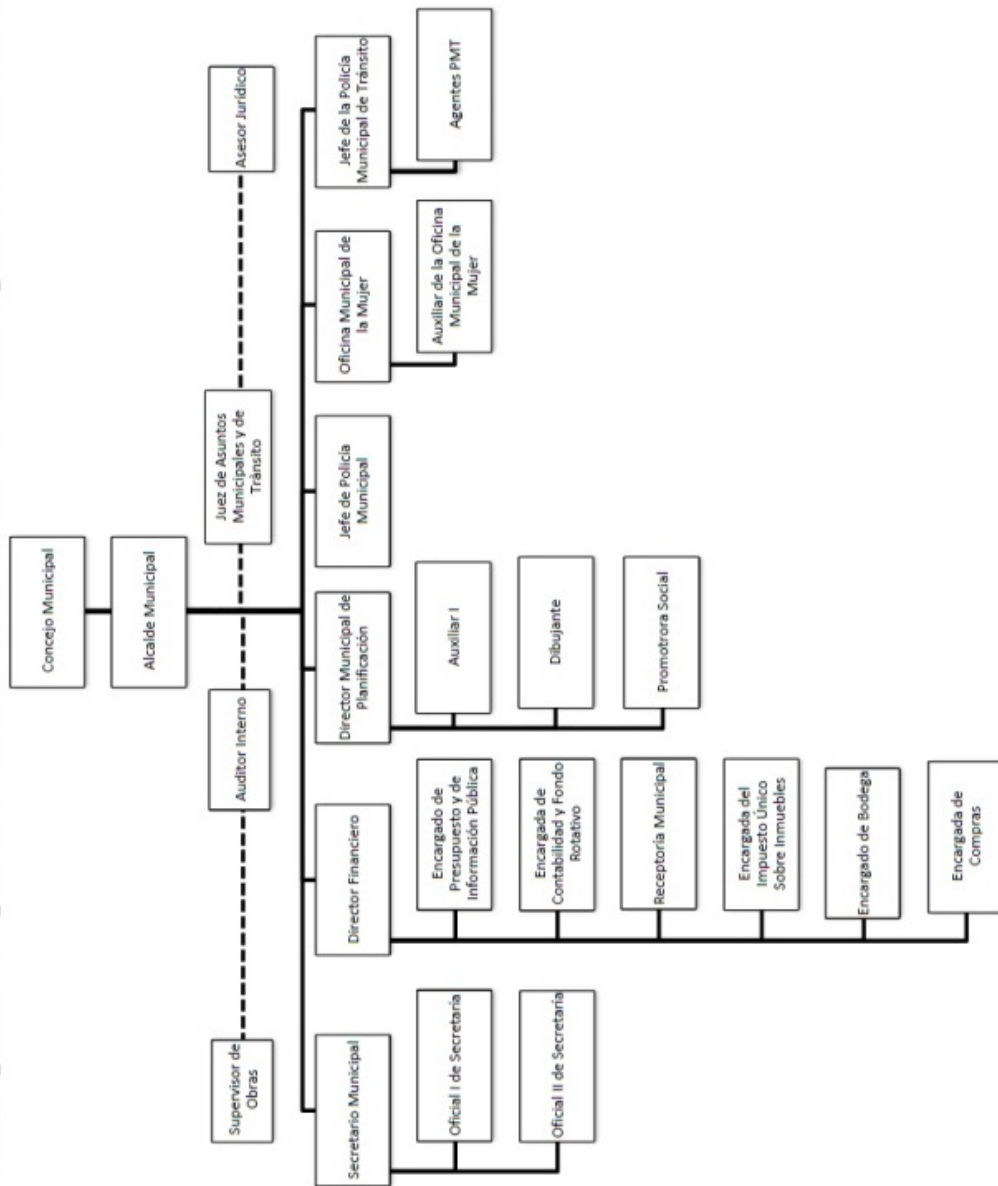 Concejo Municipal
Alcalde Municipal
Supervisor de
Obras
Auditor Interno
Juez de Asuntos
Municipales y de
Trànsito
Asesor Jurídico
Secretario Municipal
Director Financiero
Director Municipal de
Planificación
Jefe de Policía
Municipal
Oficina Municipal de
la Mujer
Jefe de la Policía
Municipal de Tránsito
Oficial I de Secretaría
Oficial II de Secretaría
Encargado de
Presupuesto y de
Información Pública
Encargada de
Contabilidad y Fondo
Rotativo
Receptoría Municipal
Encargada del
Impuesto Único
Sobre Inmuebles
Encargado de Bodega
Encargada de
Compras
Auxiliar I
Dibujante
Promotrora Social
Auxiliar de la Oficina
Municipal de la
Mujer
Agentes PMT